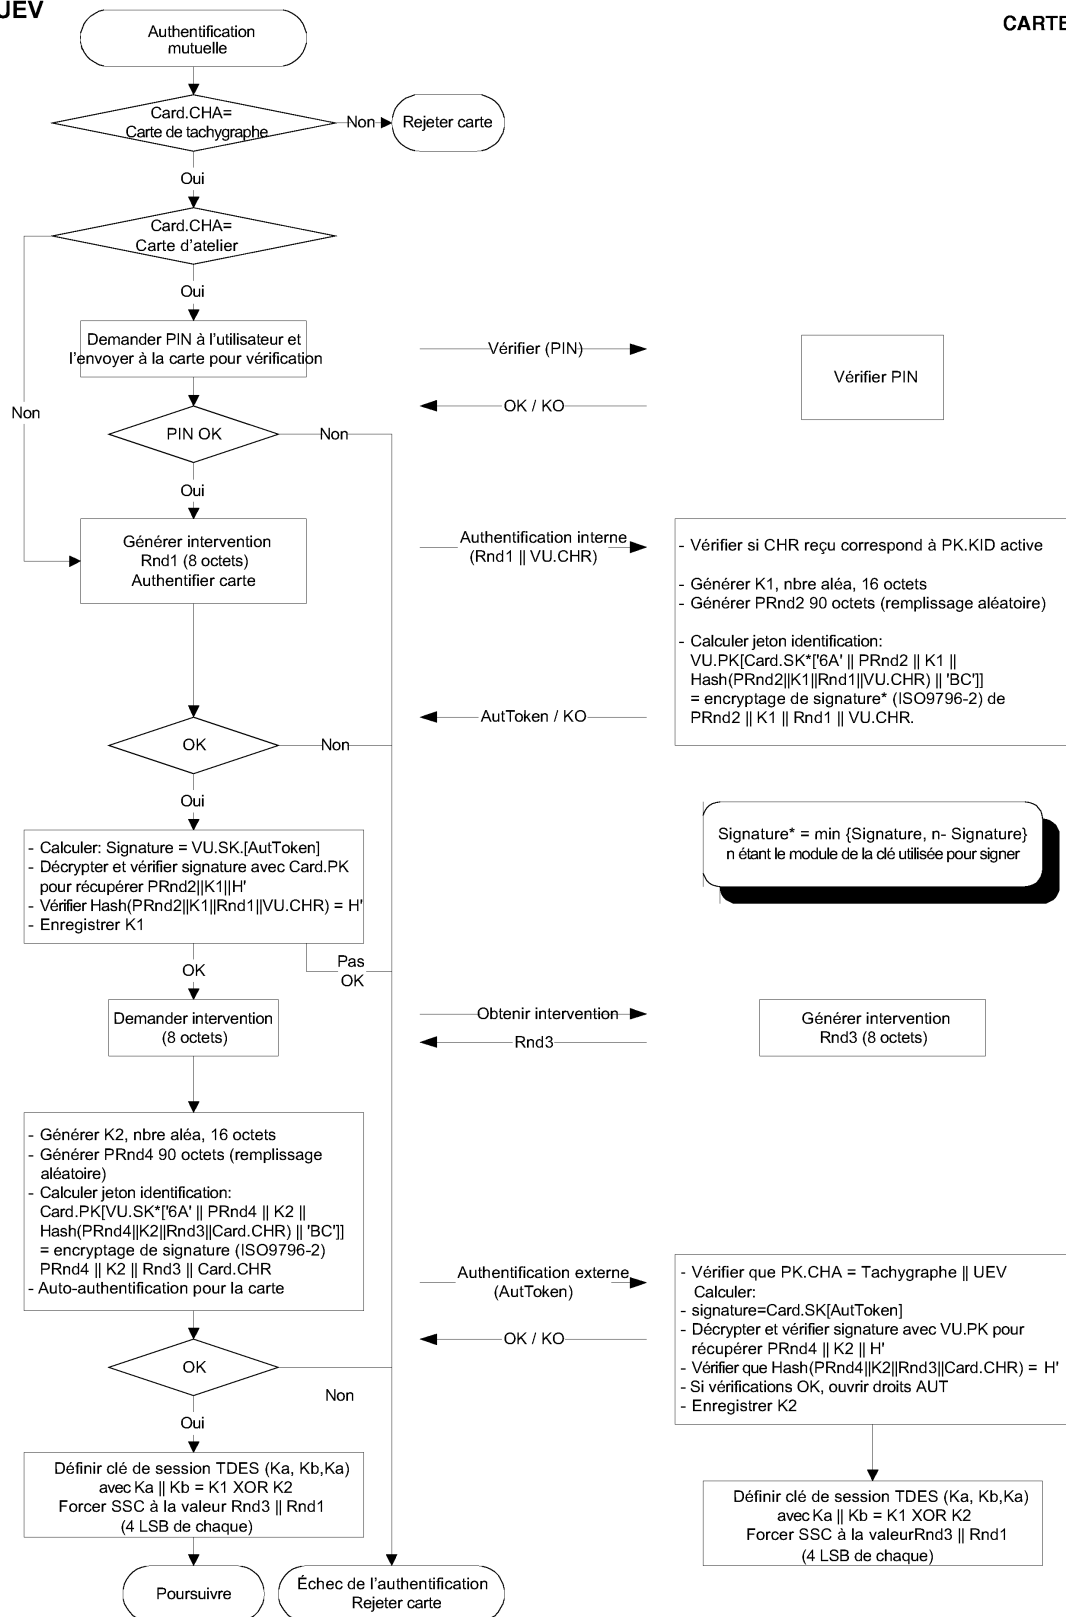 UEV
CARTE
Authentification
mutuelle
Card.CHA=
Carte de tachygraphe
Non
Rejeter carte
Oui
Card.CHA=
Carte d'atelier
Oui
Demander PIN à l'utilisateur et
l'envoyer à la carte pour vérification
Vérifier (PIN)
Vérifier PIN
Non
OK / KO
PIN OK
Non
Oui
Générer intervention
Rnd1 (8 octets)
Authentifier carte
Authentification interne
(Rnd1 || VU.CHR)
- Vérifier si CHR reçu correspond à PK.KID active
- Générer K1, nbre aléa, 16 octets
- Générer PRnd2 90 octets (remplissage aléatoire)
- Calculer jeton identification:
VU.PK[Card.SK*['6A' || PRnd2 || K1 ||
Hash(PRnd2||K1||Rnd1||VU.CHR) || 'BC']]
= encryptage de signature* (ISO9796-2) de
PRnd2 || K1 || Rnd1 || VU.CHR.
AutToken / KO
OK
Non
Oui
Signature* = min {Signature, n- Signature}
n étant le module de la clé utilisée pour signer
- Calculer: Signature = VU.SK.[AutToken]
- Décrypter et vérifier signature avec Card.PK
pour récupérer PRnd2||K1||H'
- Vérifier Hash(PRnd2||K1||Rnd1||VU.CHR) = H'
- Enregistrer K1
OK
Pas
OK
Demander intervention
(8 octets)
Obtenir intervention
Rnd3
Générer intervention
Rnd3 (8 octets)
- Générer K2, nbre aléa, 16 octets
- Générer PRnd4 90 octets (remplissage
aléatoire)
- Calculer jeton identification:
Card.PK[VU.SK*['6A' || PRnd4 || K2 ||
Hash(PRnd4||K2||Rnd3||Card.CHR) || 'BC']]
= encryptage de signature (ISO9796-2)
PRnd4 || K2 || Rnd3 || Card.CHR
- Auto-authentification pour la carte
Authentification externe
(AutToken)
- Vérifier que PK.CHA = Tachygraphe || UEV
Calculer:
- signature=Card.SK[AutToken]
- Décrypter et vérifier signature avec VU.PK pour
récupérer PRnd4 || K2 || H'
- Vérifier que Hash(PRnd4||K2||Rnd3||Card.CHR) = H'
- Si vérifications OK, ouvrir droits AUT
- Enregistrer K2
OK / KO
OK
Non
Oui
Définir clé de session TDES (Ka, Kb,Ka)
avec Ka || Kb = K1 XOR K2
Forcer SSC à la valeur Rnd3 || Rnd1
(4 LSB de chaque)
Définir clé de session TDES (Ka, Kb,Ka)
avec Ka || Kb = K1 XOR K2
Forcer SSC à la valeurRnd3 || Rnd1
(4 LSB de chaque)
Poursuivre
Échec de l'authentification
Rejeter carte